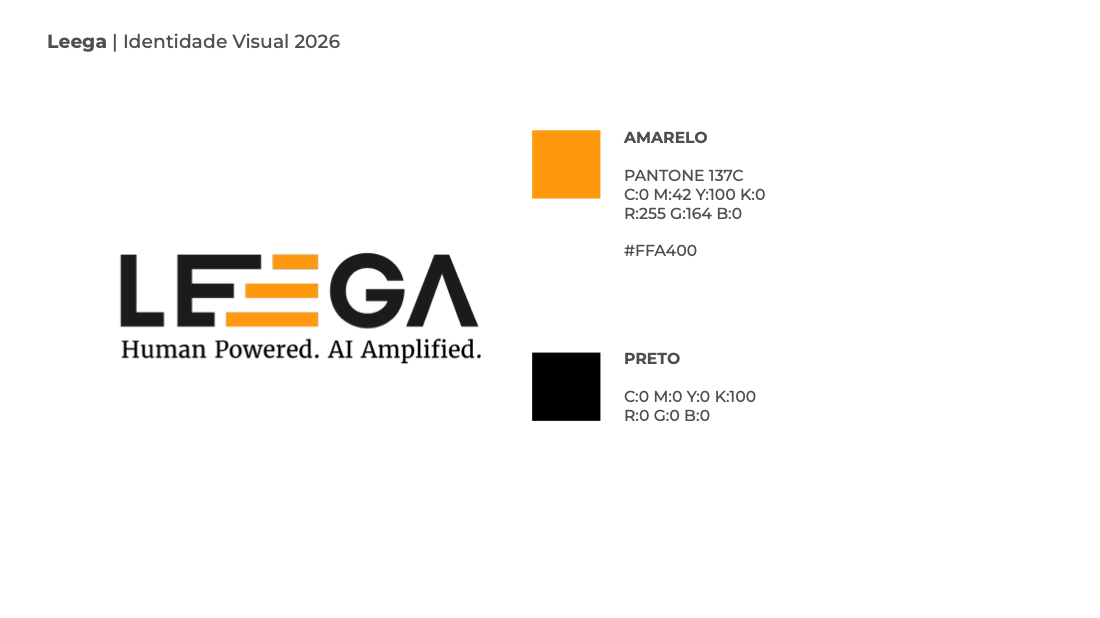 Leega | Identidade Visual 2026
LEEGA
Human Powered. AI Amplified.
AMARELO
PANTONE 137C
C:0 M:42 Y:100 K:0
R:255 G:164 B:0
#FFA400
PRETO
C:0 M:0 Y:0 K:100
R:0 G:0 B:0